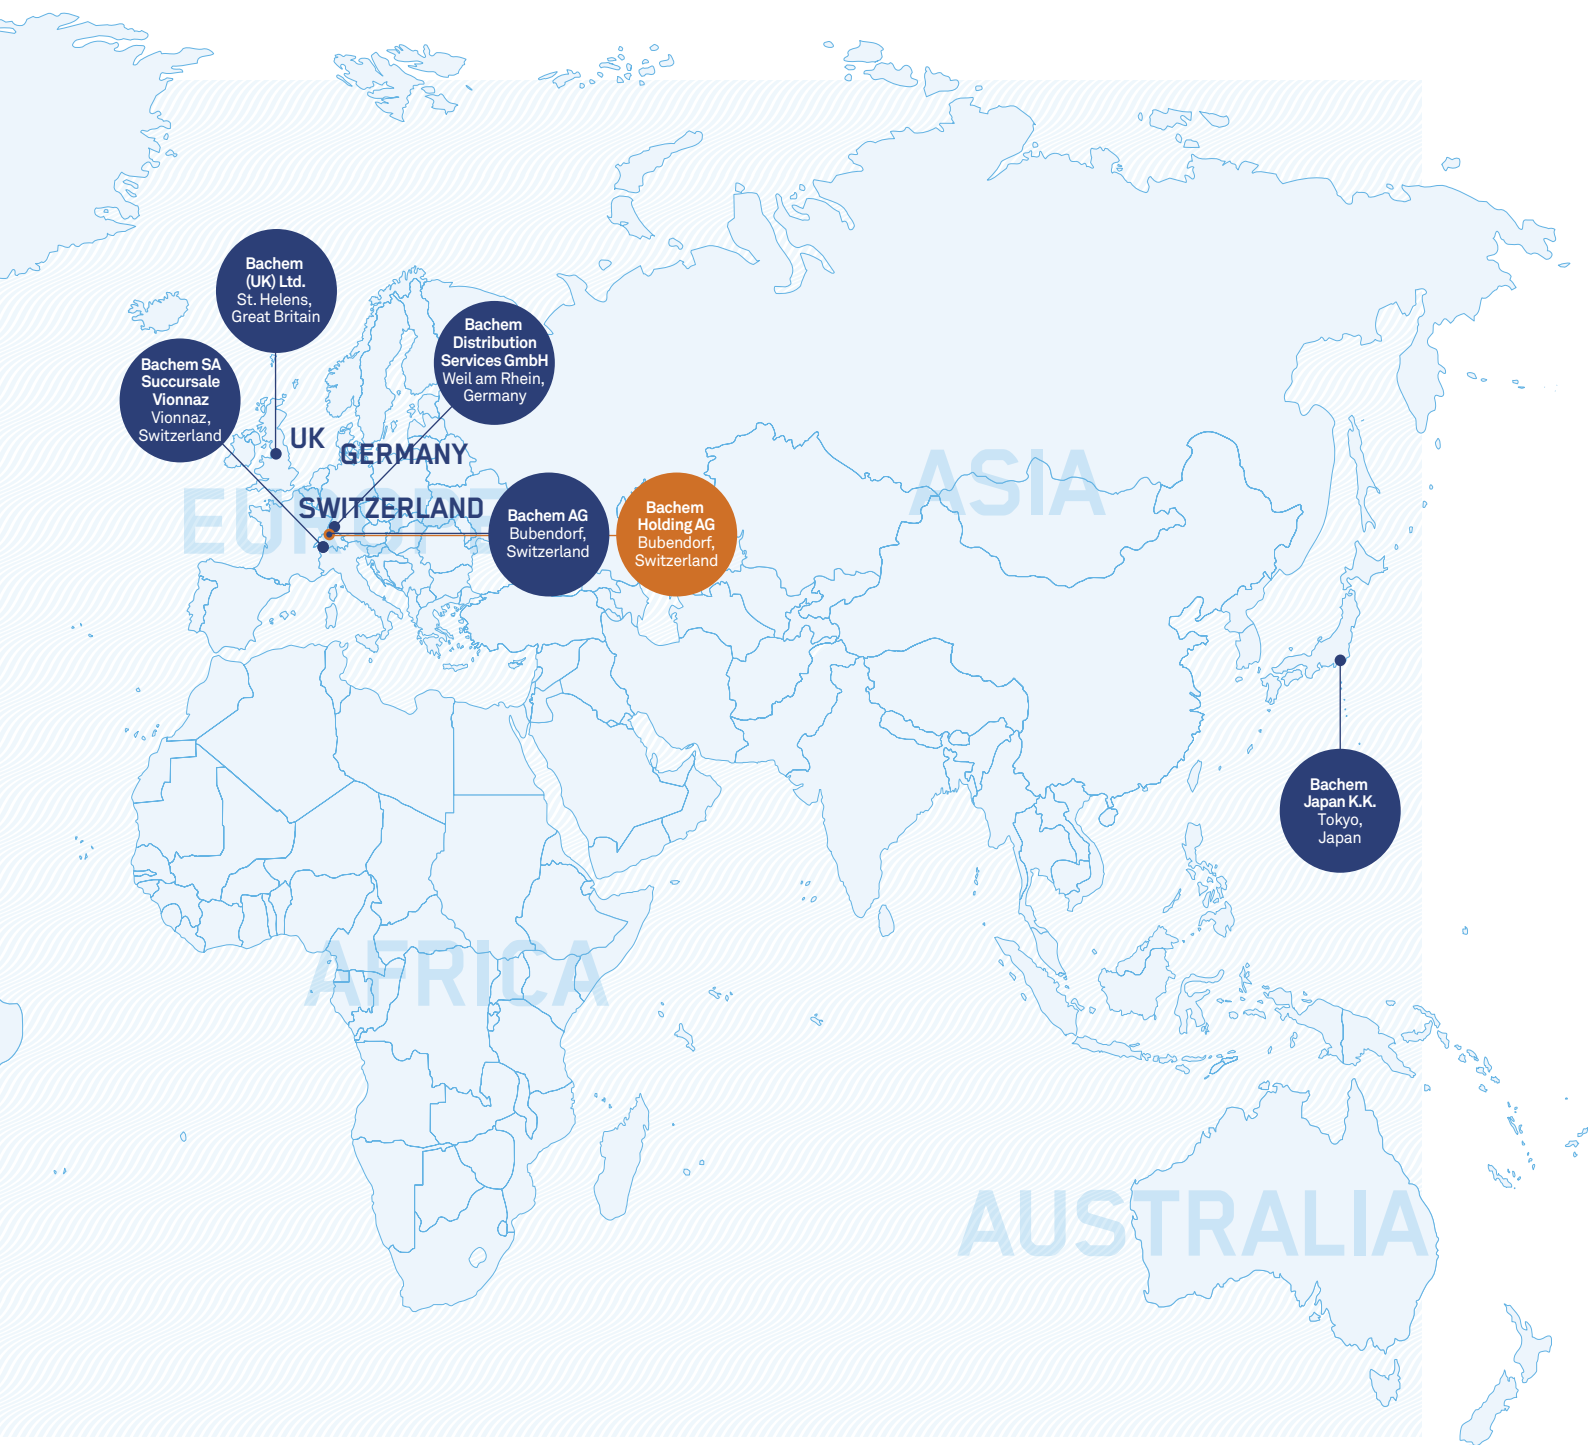 Bachem
(UK) Ltd.
St. Helens,
Great Britain
Bachem
Distribution
Services GmbH
Weil am Rhein,
Germany
Bachem SA
Succursale
Vionnaz
Vionnaz,
Switzerland
UK
GERMANY
SWITZERLAND
EUROPE
Bachem AG
Bubendorf,
Switzerland
Bachem
Holding AG
Bubendorf,
Switzerland
ASIA
Bachem
Japan K.K.
Tokyo,
Japan
AFRICA
AUSTRALIA